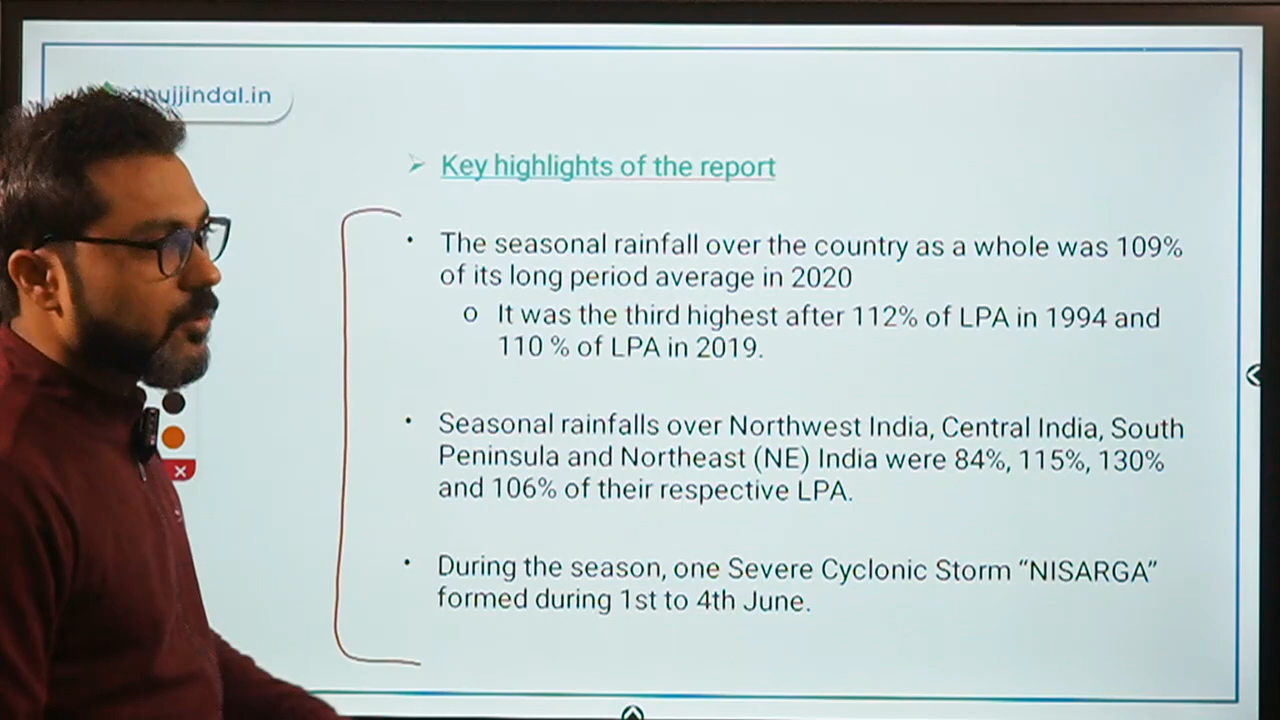 anujjindal.in
➢ Key highlights of the report
• The seasonal rainfall over the country as a whole was 109%
of its long period average in 2020
o It was the third highest after 112% of LPA in 1994 and
110 % of LPA in 2019.
• Seasonal rainfalls over Northwest India, Central India, South
Peninsula and Northeast (NE) India were 84%, 115%, 130%
and 106% of their respective LPA.
• During the season, one Severe Cyclonic Storm “NISARGA”
formed during 1st to 4th June.